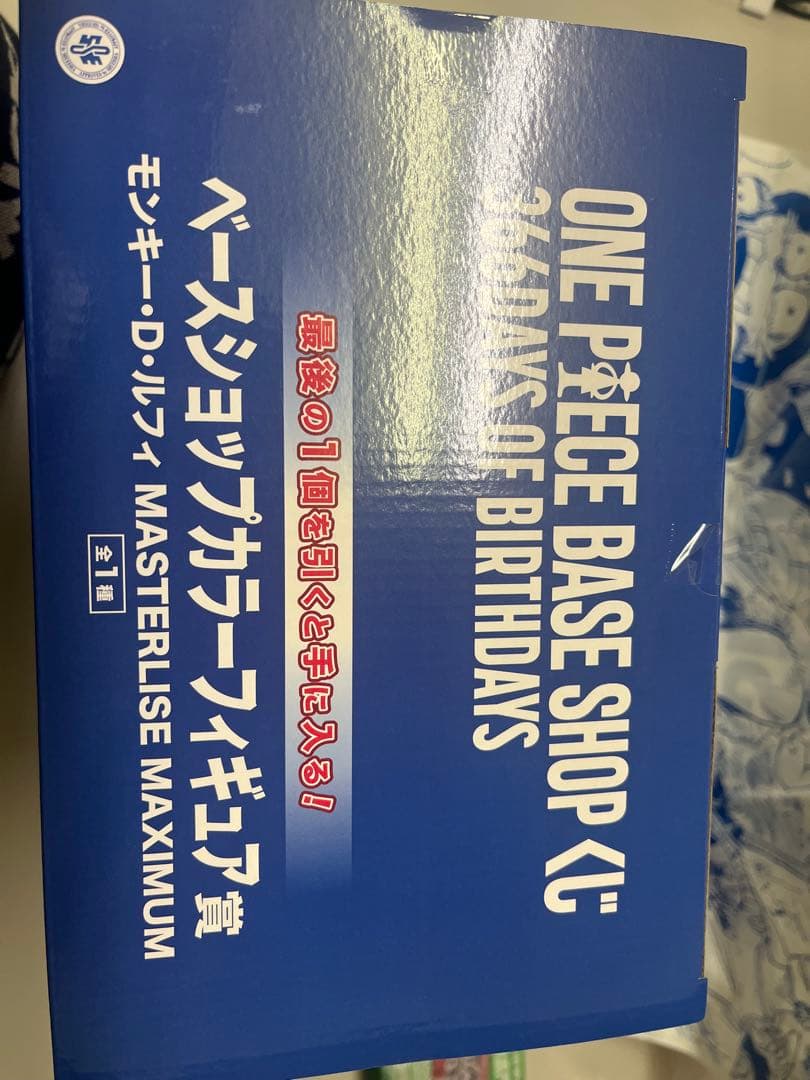 ONE PIECE BASE SHOP くじ
366DAYS OF BIRTHDAYS
最後の1個を引くと手に入る!
ベースショップカラーフィギュア賞
モンキー・D・ルフィ MASTERLISE MAXIMUM
全1種